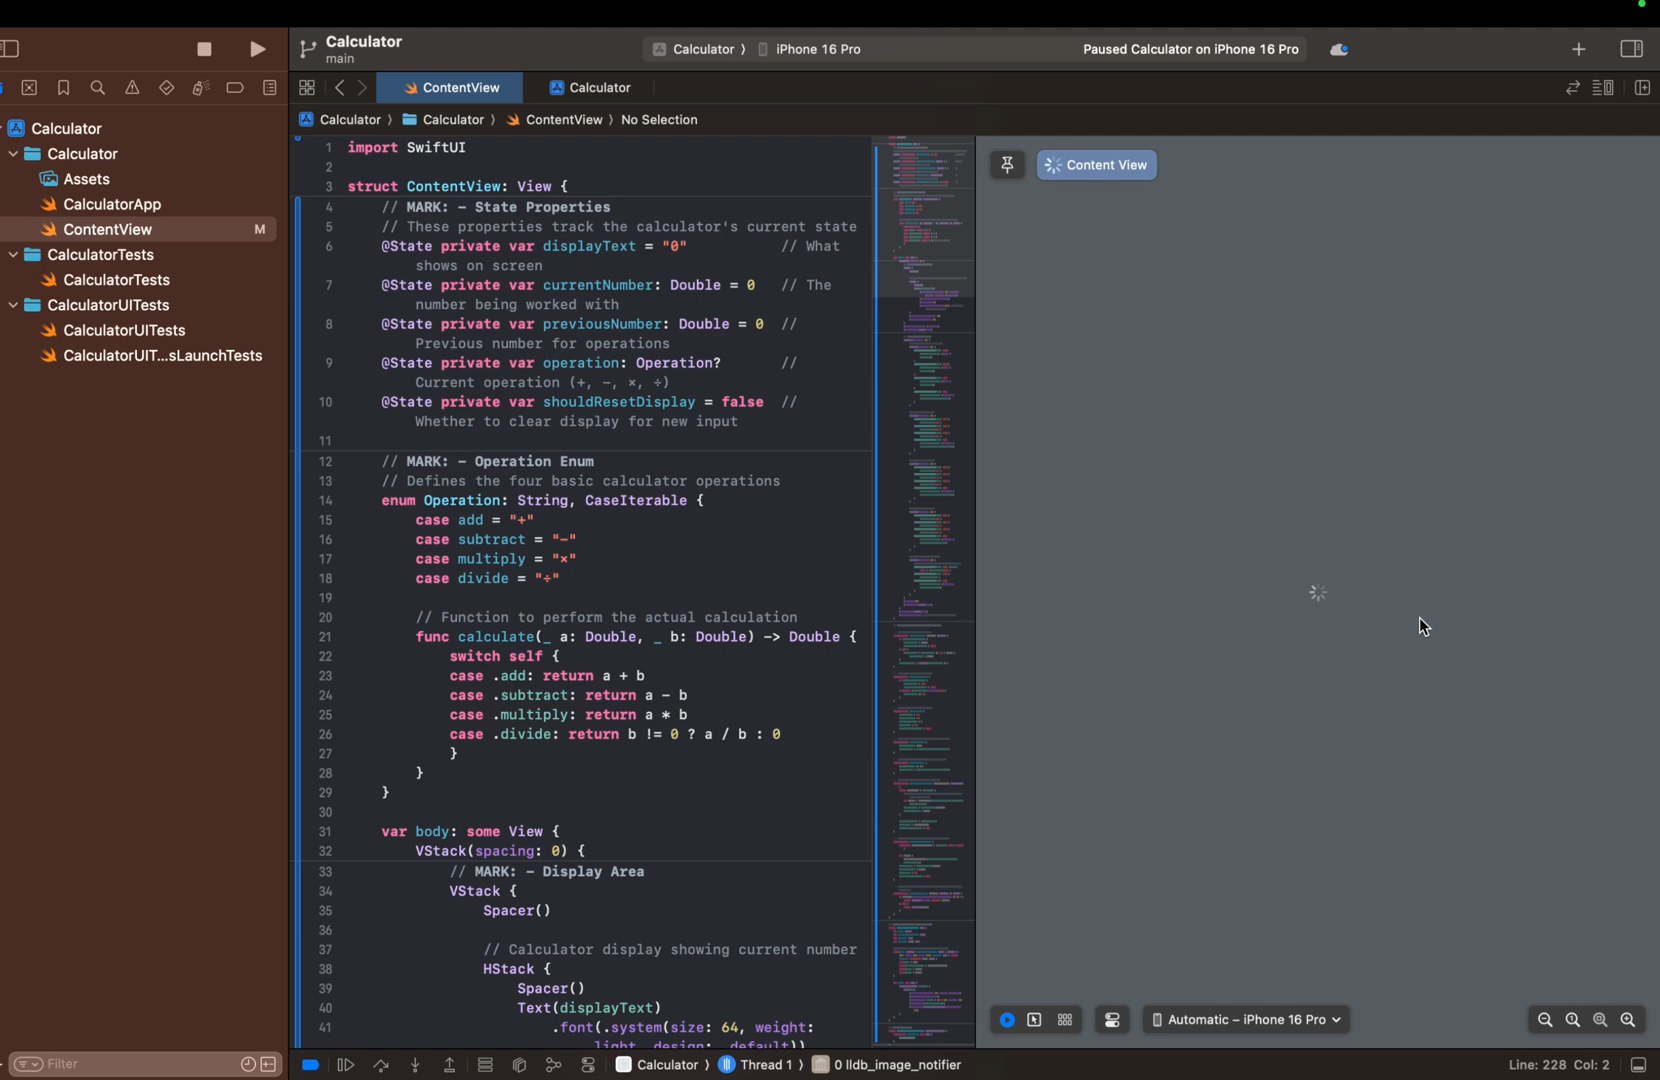 Calculator
main
Calculator ⟩ iPhone 16 Pro
Paused Calculator on iPhone 16 Pro
ContentView
Calculator
Calculator ⟩ Calculator ⟩ ContentView ⟩ No Selection
Calculator
Calculator
Assets
CalculatorApp
ContentView M
CalculatorTests
CalculatorTests
CalculatorUITests
CalculatorUITests
CalculatorUIT...sLaunchTests
Filter
1 import SwiftUI
2
3 struct ContentView: View {
4 // MARK: - State Properties
5 // These properties track the calculator's current state
6 @State private var displayText = "0" // What
shows on screen
7 @State private var currentNumber: Double = 0 // The
number being worked with
8 @State private var previousNumber: Double = 0 //
Previous number for operations
9 @State private var operation: Operation? //
Current operation (+, -, ×, ÷)
10 @State private var shouldResetDisplay = false //
Whether to clear display for new input
11
12 // MARK: - Operation Enum
13 // Defines the four basic calculator operations
14 enum Operation: String, CaseIterable {
15 case add = "+"
16 case subtract = "-"
17 case multiply = "×"
18 case divide = "÷"
19
20 // Function to perform the actual calculation
21 func calculate(_ a: Double, _ b: Double) -> Double {
22 switch self {
23 case .add: return a + b
24 case .subtract: return a - b
25 case .multiply: return a * b
26 case .divide: return b != 0 ? a / b : 0
27 }
28 }
29 }
30
31 var body: some View {
32 VStack(spacing: 0) {
33 // MARK: - Display Area
34 VStack {
35 Spacer()
36
37 // Calculator display showing current number
38 HStack {
39 Spacer()
40 Text(displayText)
41 .font(.system(size: 64, weight:
light, design: .default))
Content View
Automatic – iPhone 16 Pro
Calculator ⟩ Thread 1 ⟩ 0 lldb_image_notifier
Line: 228 Col: 2